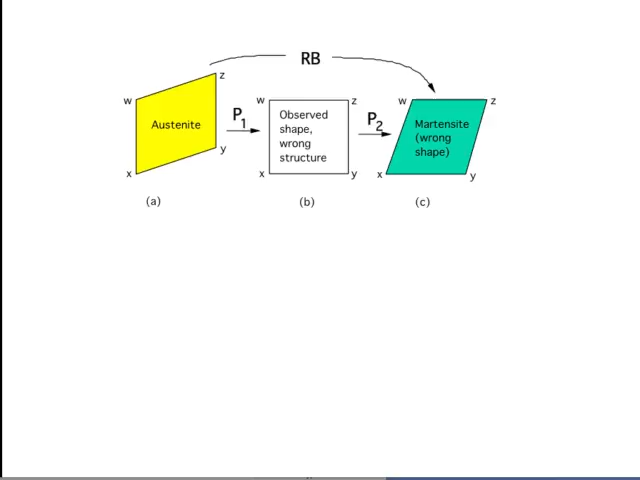 RB
z
w
Austenite
y
x
(a)
P1
w
z
Observed
shape,
wrong
structure
x
y
(b)
P2
w
z
Martensite
(wrong
shape)
x
y
(c)